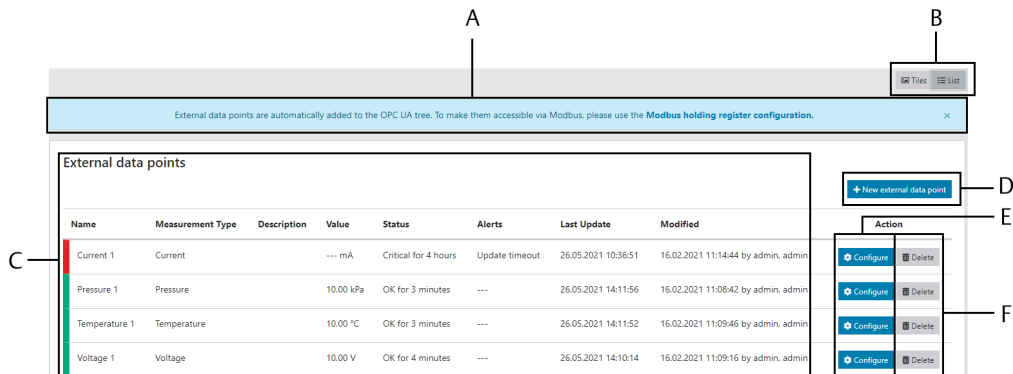 A
B
Tiles List
External data points are automatically added to the OPC UA tree. To make them accessible via Modbus, please use the Modbus holding register configuration. ×
External data points
+ New external data point
D
E
Name Measurement Type Description Value Status Alerts Last Update Modified Action
C
Current 1 Current --- mA Critical for 4 hours Update timeout 26.05.2021 10:36:51 16.02.2021 11:14:44 by admin, admin Configure Delete
Pressure 1 Pressure 10.00 kPa OK for 3 minutes --- 26.05.2021 14:11:56 16.02.2021 11:08:42 by admin, admin Configure Delete
F
Temperature 1 Temperature 10.00 °C OK for 3 minutes --- 26.05.2021 14:11:52 16.02.2021 11:09:46 by admin, admin Configure Delete
Voltage 1 Voltage 10.00 V OK for 4 minutes --- 26.05.2021 14:10:14 16.02.2021 11:09:16 by admin, admin Configure Delete